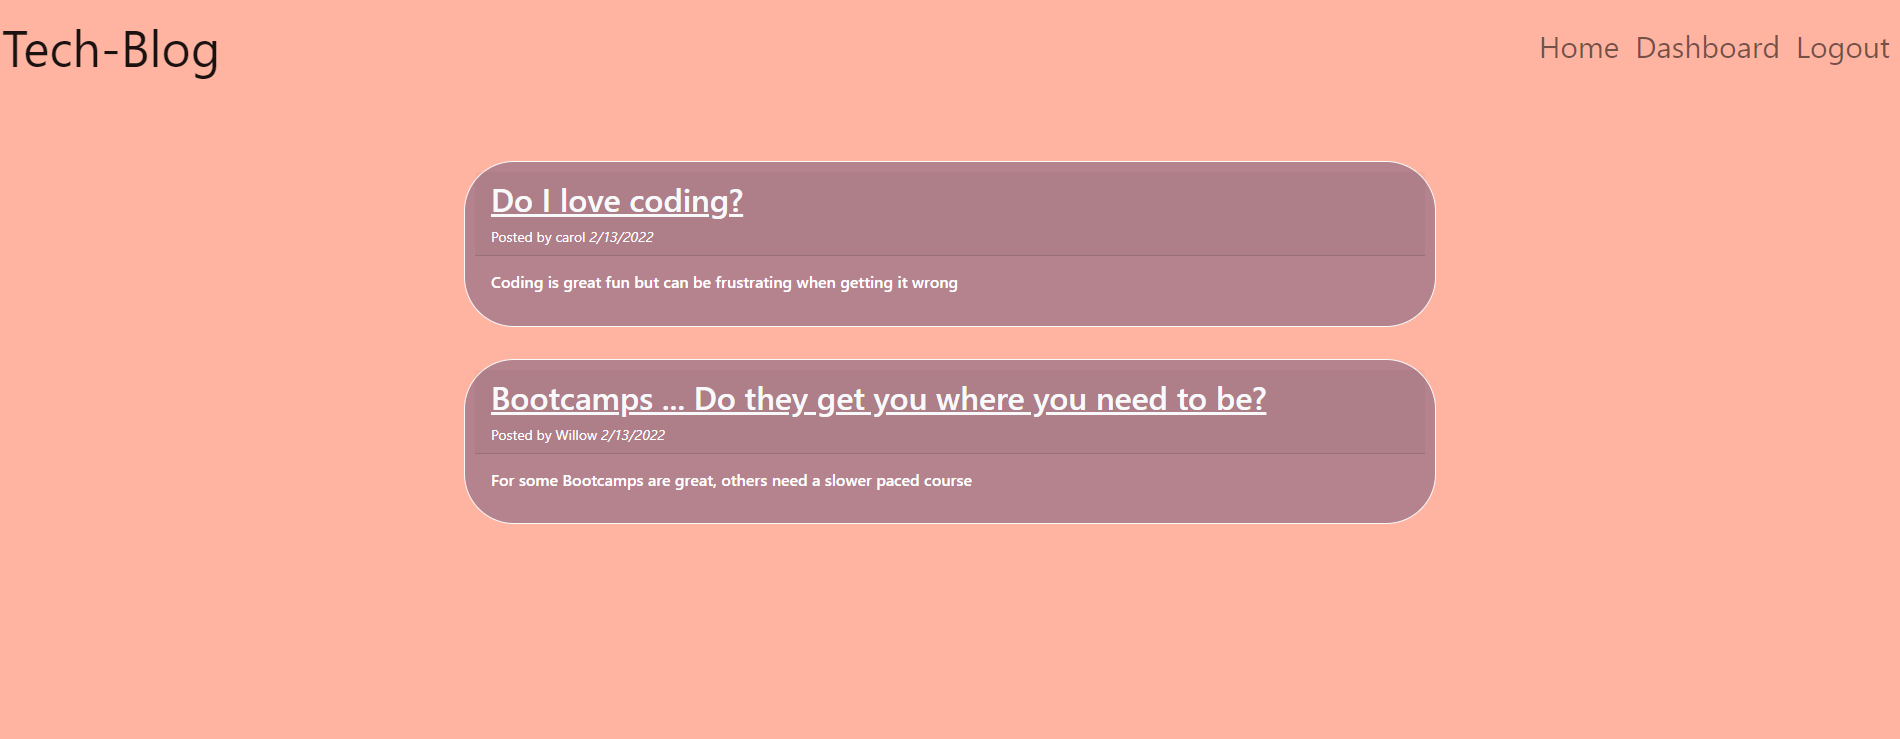 Tech-Blog
Home Dashboard Logout
Do I love coding?
Posted by carol 2/13/2022
Coding is great fun but can be frustrating when getting it wrong
Bootcamps ... Do they get you where you need to be?
Posted by Willow 2/13/2022
For some Bootcamps are great, others need a slower paced course